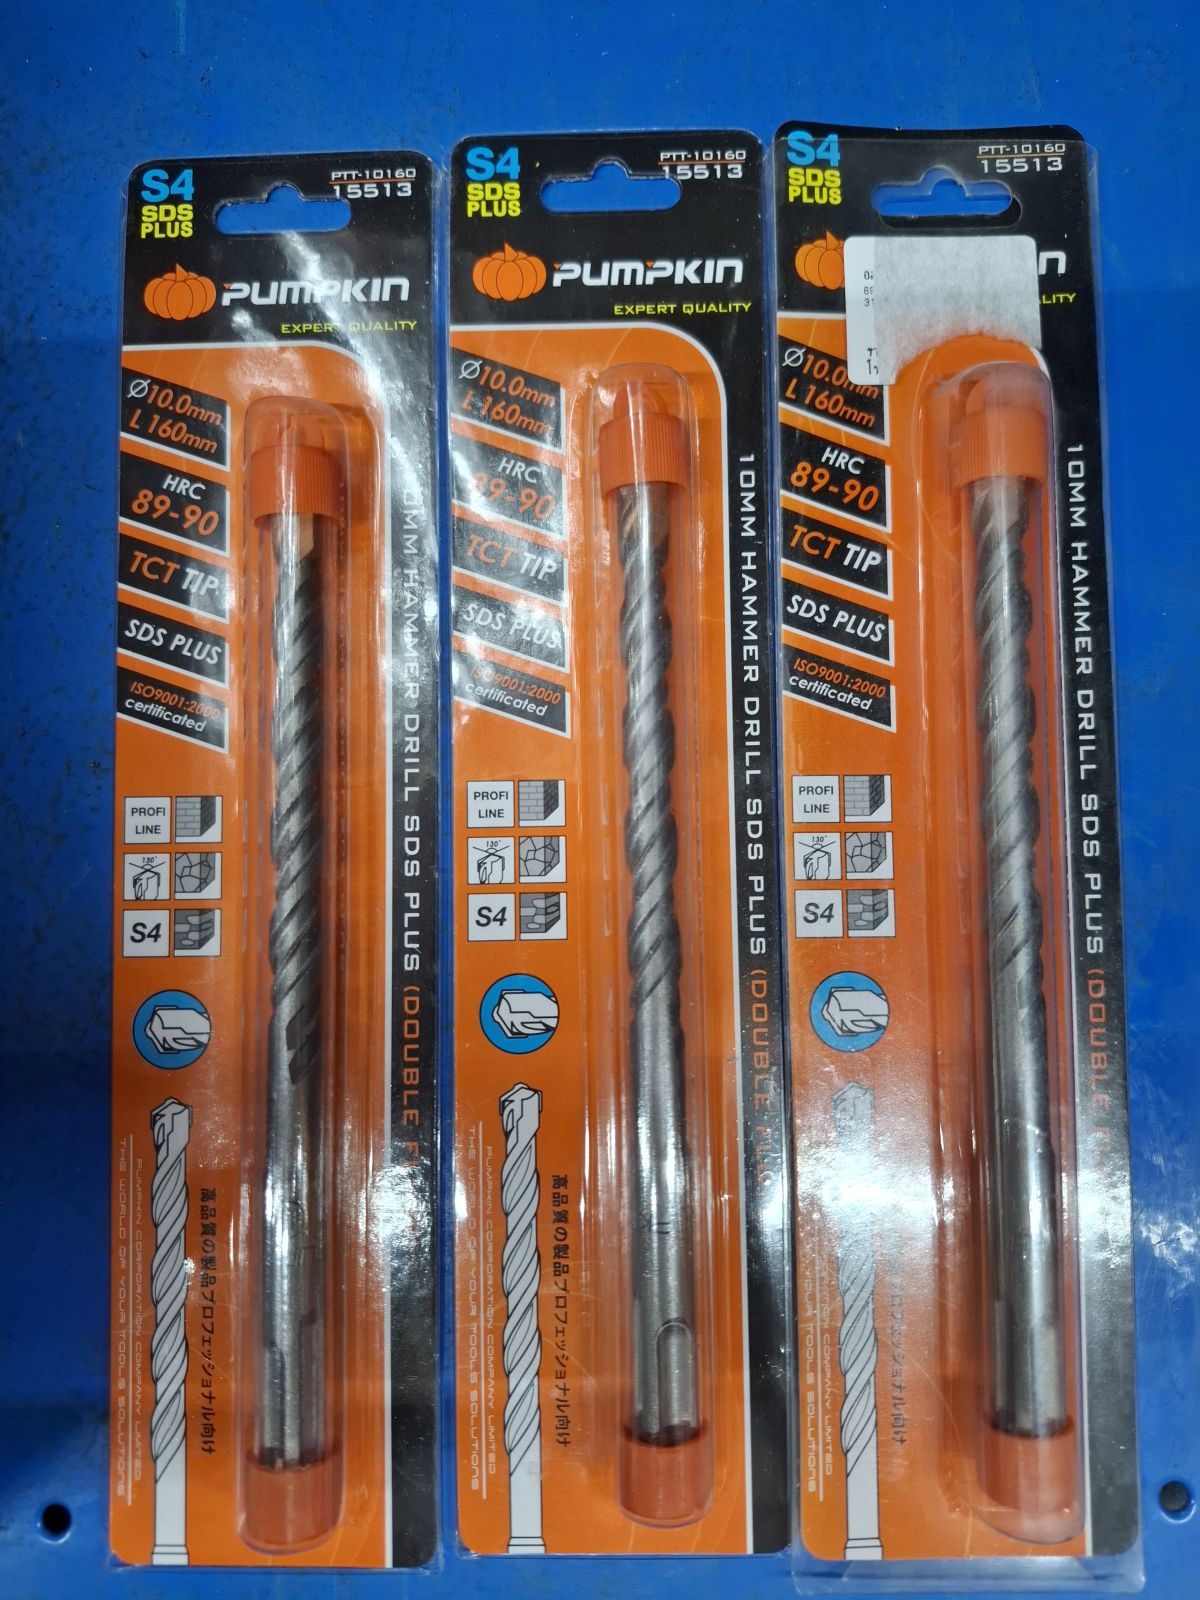 S4
SDS
PLUS
PTT-10160
15513
PUMPKIN
EXPERT QUALITY
Ø10.0mm
L 160mm
HRC
89-90
TCT TIP
SDS PLUS
ISO9001:2000
certificated
PROFI
LINE
130°
S4
10MM HAMMER DRILL SDS PLUS (DOUBLE
PUMPKIN CORPORATION COMPANY LIMITED
THE WORLD OF YOUR TOOLS SOLUTIONS
高品質の製品プロフェッショナル向け
S4
SDS
PLUS
PTT-10160
15513
PUMPKIN
EXPERT QUALITY
Ø10.0mm
L 160mm
HRC
89-90
TCT TIP
SDS PLUS
ISO9001:2000
certificated
PROFI
LINE
130°
S4
10MM HAMMER DRILL SDS PLUS (DOUBLE
PUMPKIN CORPORATION COMPANY LIMITED
THE WORLD OF YOUR TOOLS SOLUTIONS
高品質の製品プロフェッショナル向け
S4
SDS
PLUS
PTT-10160
15513
Ø10.0mm
L 160mm
HRC
89-90
TCT TIP
SDS PLUS
ISO9001:2000
certificated
PROFI
LINE
130°
S4
10MM HAMMER DRILL SDS PLUS (DOUBLE
YOUR TOOLS SOLUTIONS